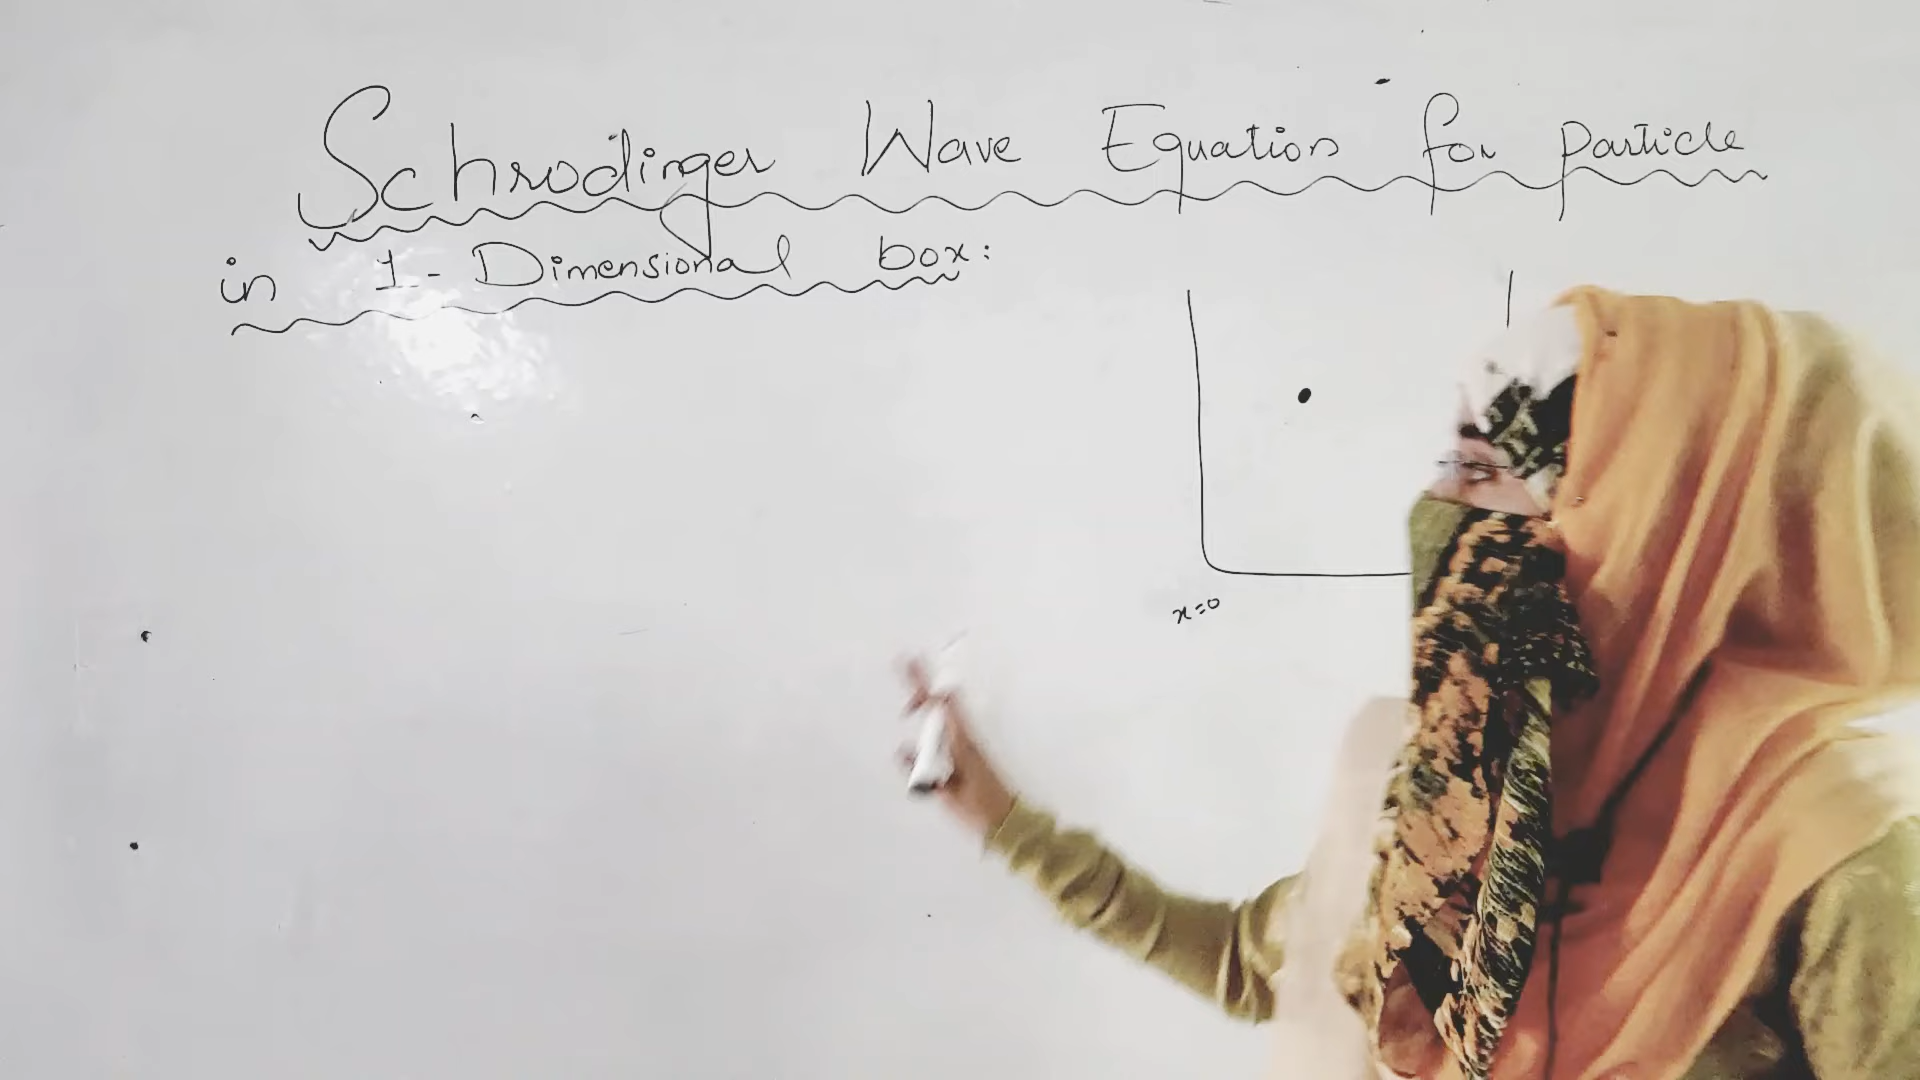 Schrodinger Wave Equation for particle
in 1-Dimensional box:
x=0